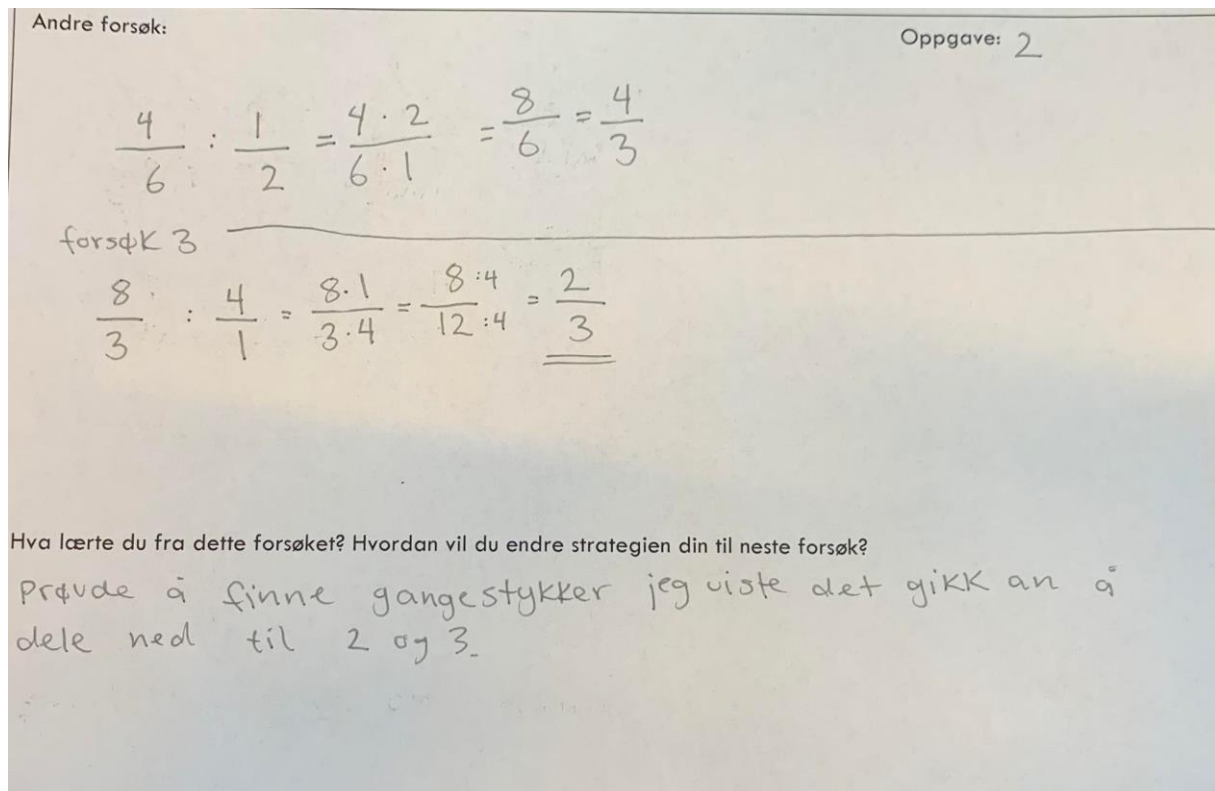 Andre forsøk:
Oppgave: 2
4/6 : 1/2 = 4·2/6·1 = 8/6 = 4/3
forsøk 3
8/3 : 4/1 = 8·1/3·4 = 8:4/12:4 = 2/3
Hva lærte du fra dette forsøket? Hvordan vil du endre strategien din til neste forsøk?
Prøvde å finne gangestykker jeg viste det gikk an å
dele ned til 2 og 3.